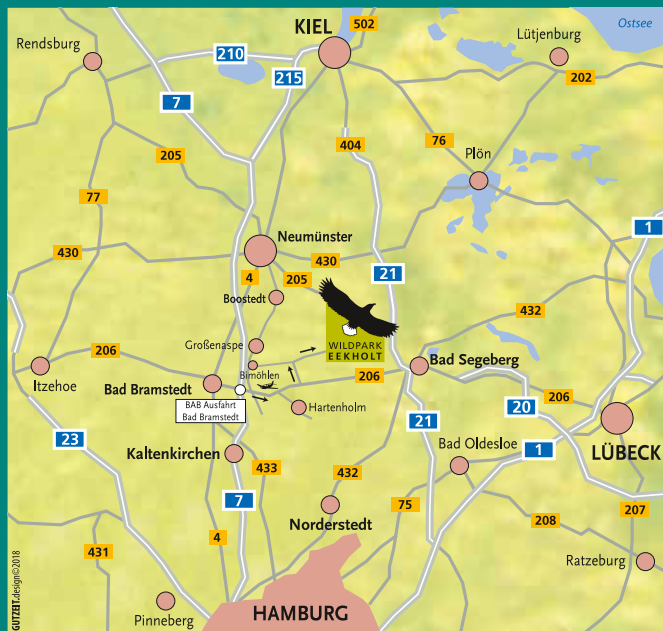 KIEL
502
Ostsee
Rendsburg
Lütjenburg
210
215
202
7
404
76
205
Plön
77
1
Neumünster
430
430
4
205
21
Boostedt
432
WILDPARK
EEKHOLT
Großenaspe
206
Bimöhlen
Bad Segeberg
Itzehoe
Bad Bramstedt
206
BAB Ausfahrt
Bad Bramstedt
Hartenholm
206
20
21
23
Bad Oldesloe
1
LÜBECK
Kaltenkirchen
433
432
7
75
Norderstedt
207
208
4
431
Ratzeburg
Pinneberg
HAMBURG
GUTZEIT.design©2018